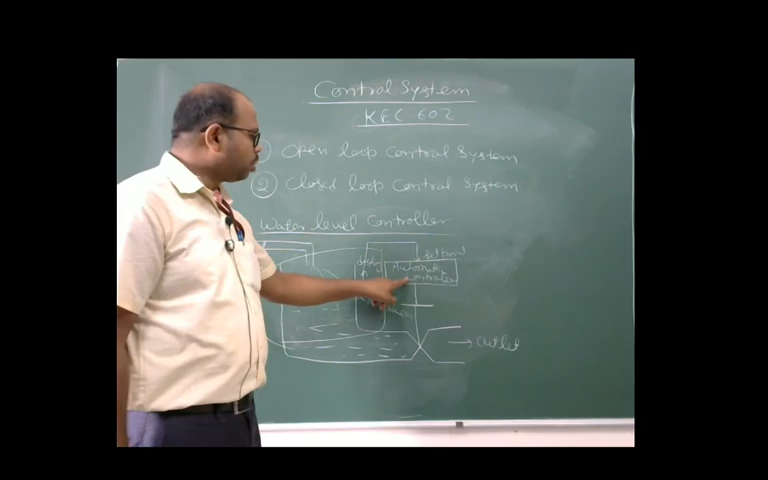 Control System
KEC 602
Open loop Control System
② Closed loop Control System
Water level Controller
Automatic
Controller
→ outlet